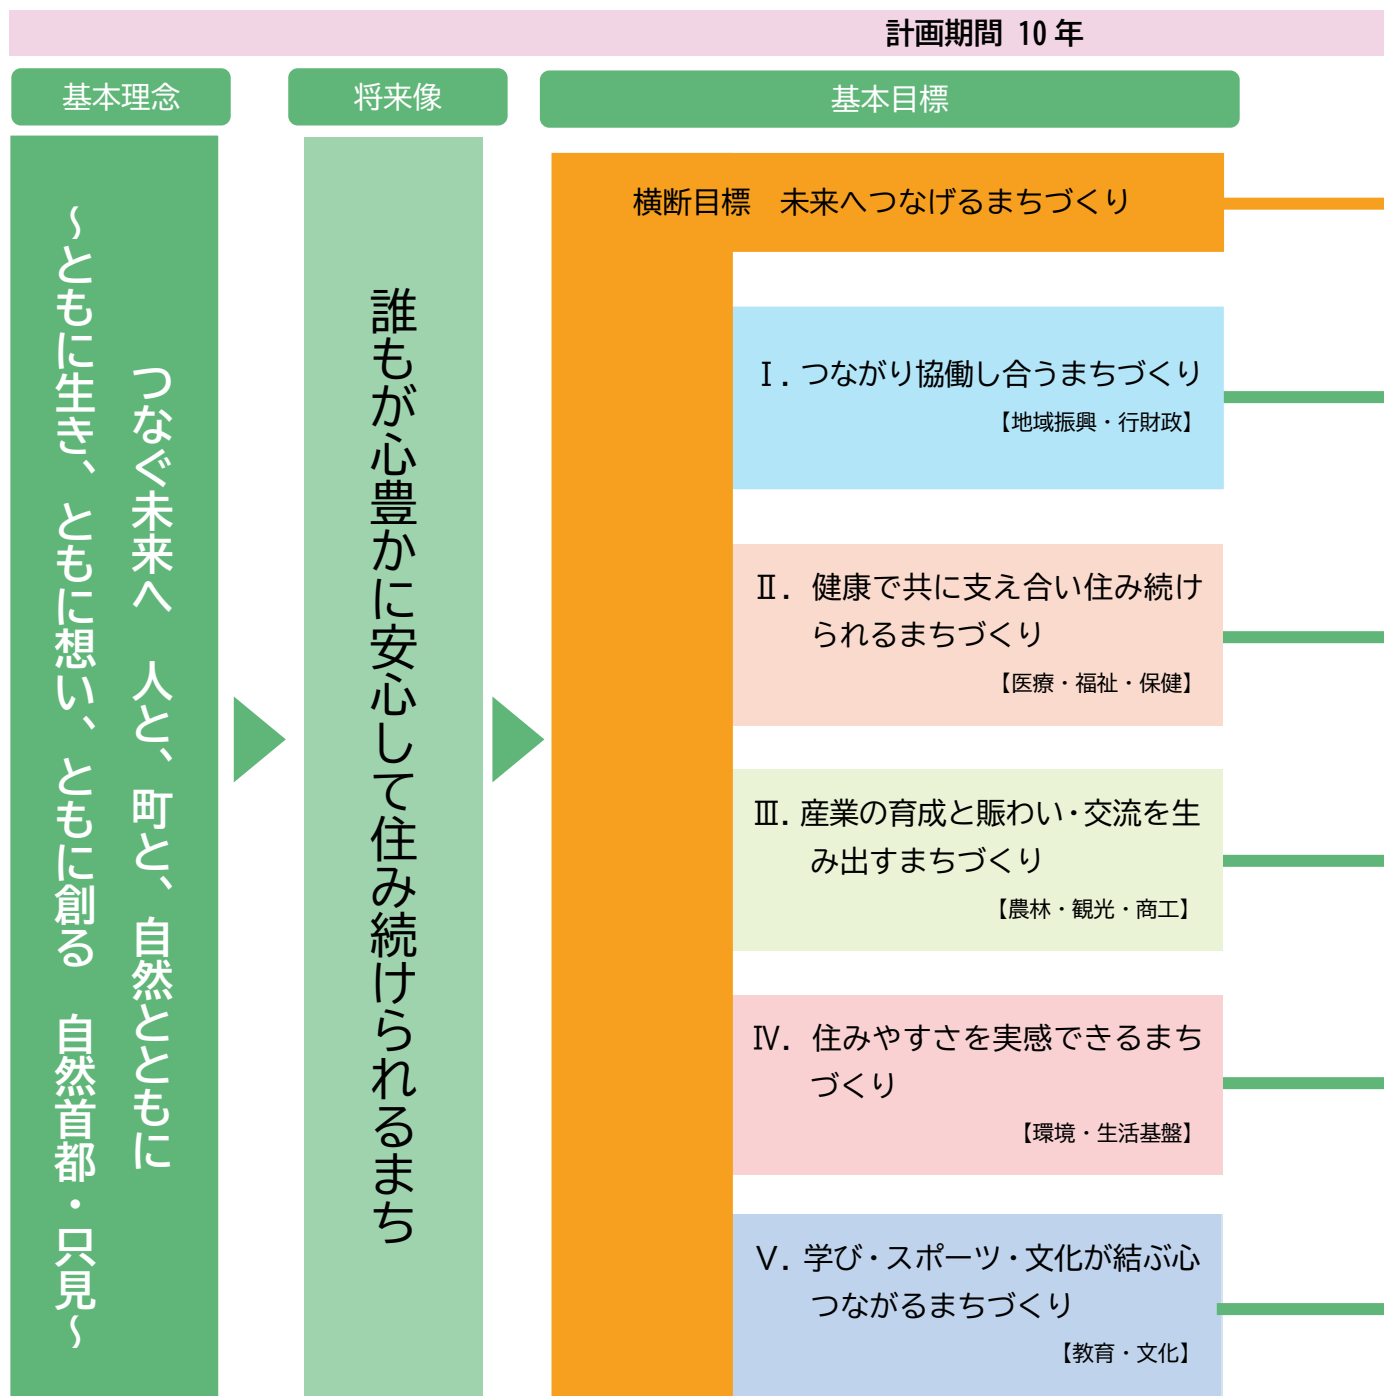 計画期間 10年
基本理念
将来像
基本目標
つなぐ未来へ 人と、町と、自然とともに
～ともに生き、ともに想い、ともに創る 自然首都・只見～
誰もが心豊かに安心して住み続けられるまち
横断目標 未来へつなげるまちづくり
Ⅰ．つながり協働し合うまちづくり
【地域振興・行財政】
Ⅱ．健康で共に支え合い住み続け
られるまちづくり
【医療・福祉・保健】
Ⅲ．産業の育成と賑わい・交流を生
み出すまちづくり
【農林・観光・商工】
Ⅳ．住みやすさを実感できるまち
づくり
【環境・生活基盤】
Ⅴ．学び・スポーツ・文化が結ぶ心
つながるまちづくり
【教育・文化】